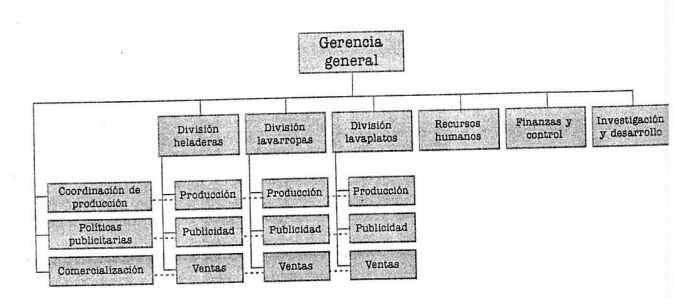 Gerencia
general
División
heladeras
División
lavarropas
División
lavaplatos
Recursos
humanos
Finanzas y
control
Investigación
y desarrollo
Coordinación de
producción
Producción
Producción
Producción
Políticas
publicitarias
Publicidad
Publicidad
Publicidad
Comercialización
Ventas
Ventas
Ventas